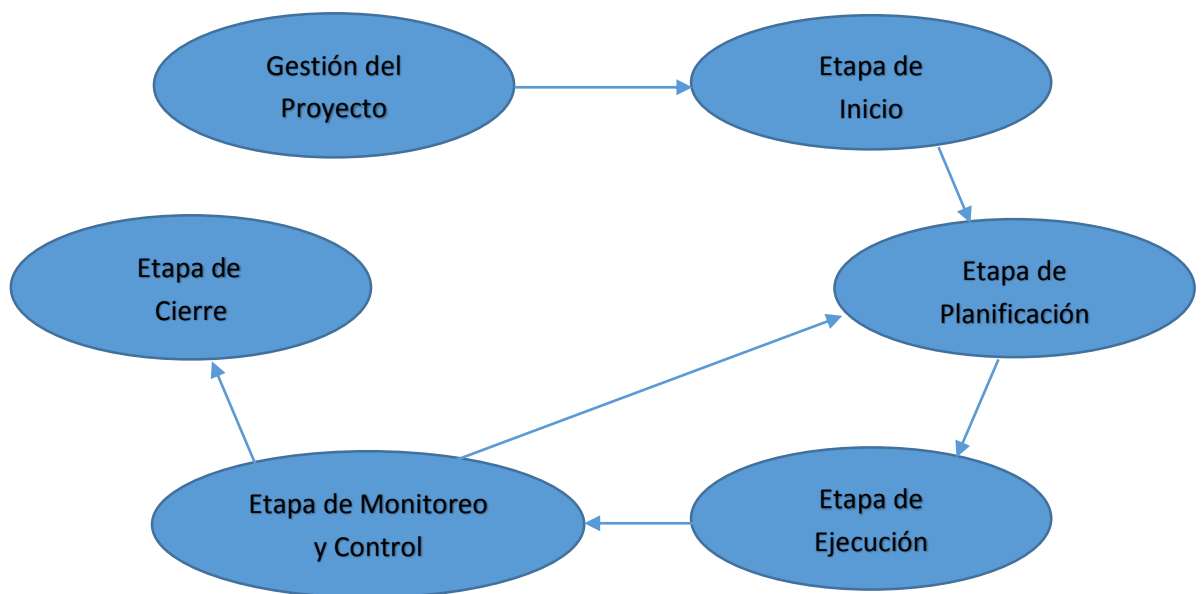 Gestión del
Proyecto
Etapa de
Inicio
Etapa de
Planificación
Etapa de
Ejecución
Etapa de Monitoreo
y Control
Etapa de
Cierre